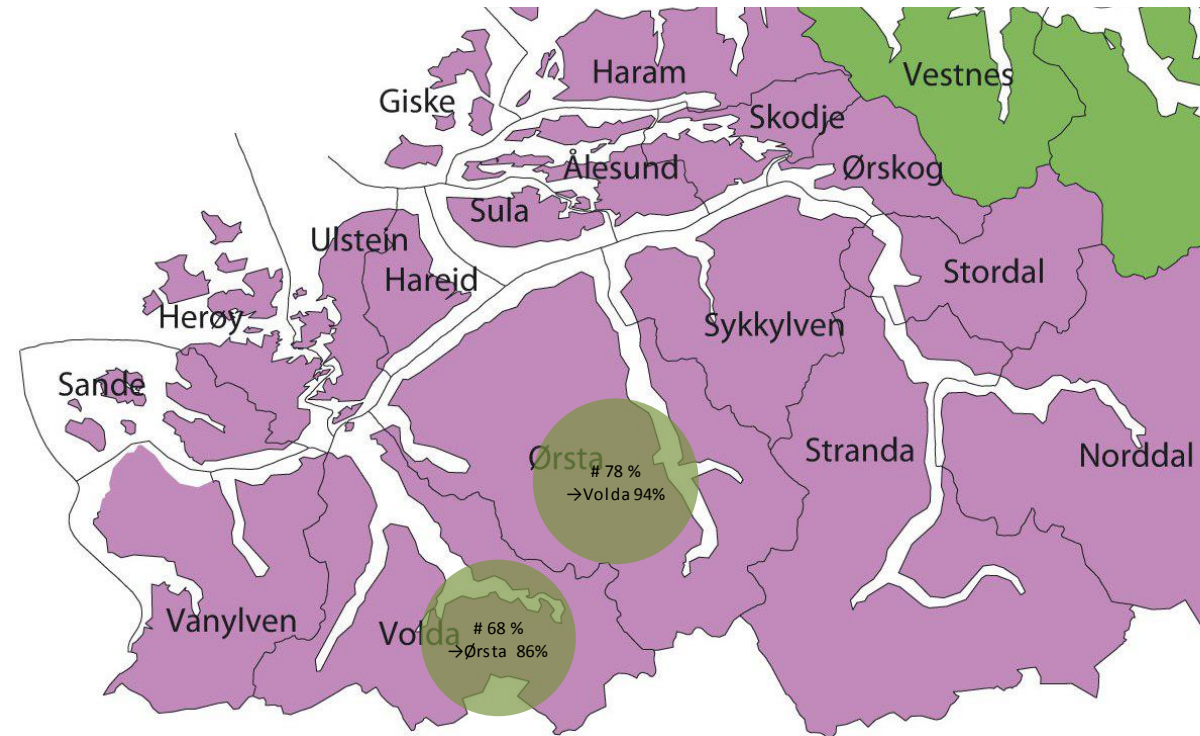 Haram
Vestnes
Giske
Skodje
Ålesund
Ørskog
Sula
Ulstein
Hareid
Stordal
Herøy
Sykkylven
Sande
Ørsta
# 78 %
→Volda 94%
Stranda
Norddal
Vanylven
Volda
# 68 %
→Ørsta 86%